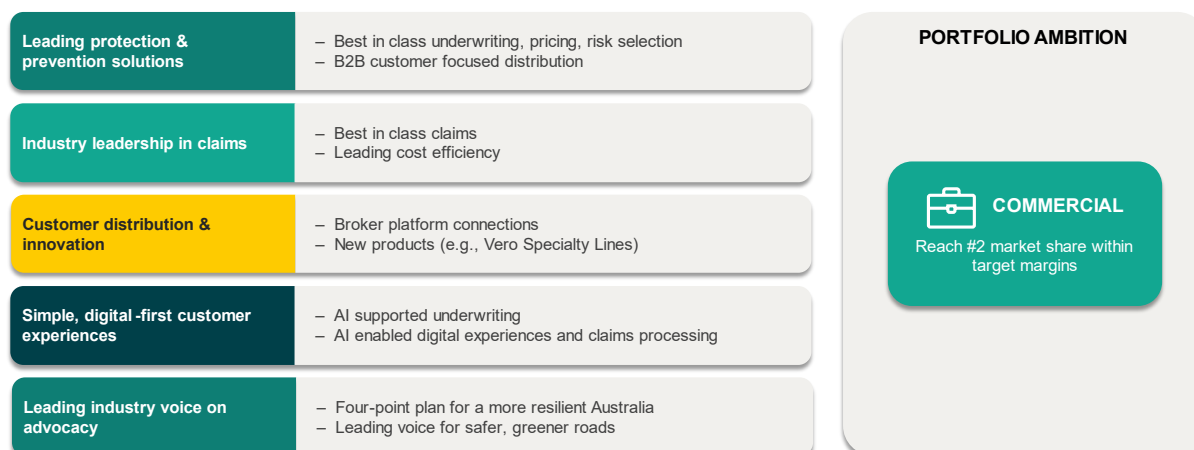 Leading protection &
prevention solutions
– Best in class underwriting, pricing, risk selection
– B2B customer focused distribution
Industry leadership in claims
– Best in class claims
– Leading cost efficiency
Customer distribution &
innovation
– Broker platform connections
– New products (e.g., Vero Specialty Lines)
Simple, digital-first customer
experiences
– AI supported underwriting
– AI enabled digital experiences and claims processing
Leading industry voice on
advocacy
– Four-point plan for a more resilient Australia
– Leading voice for safer, greener roads
PORTFOLIO AMBITION
COMMERCIAL
Reach #2 market share within
target margins